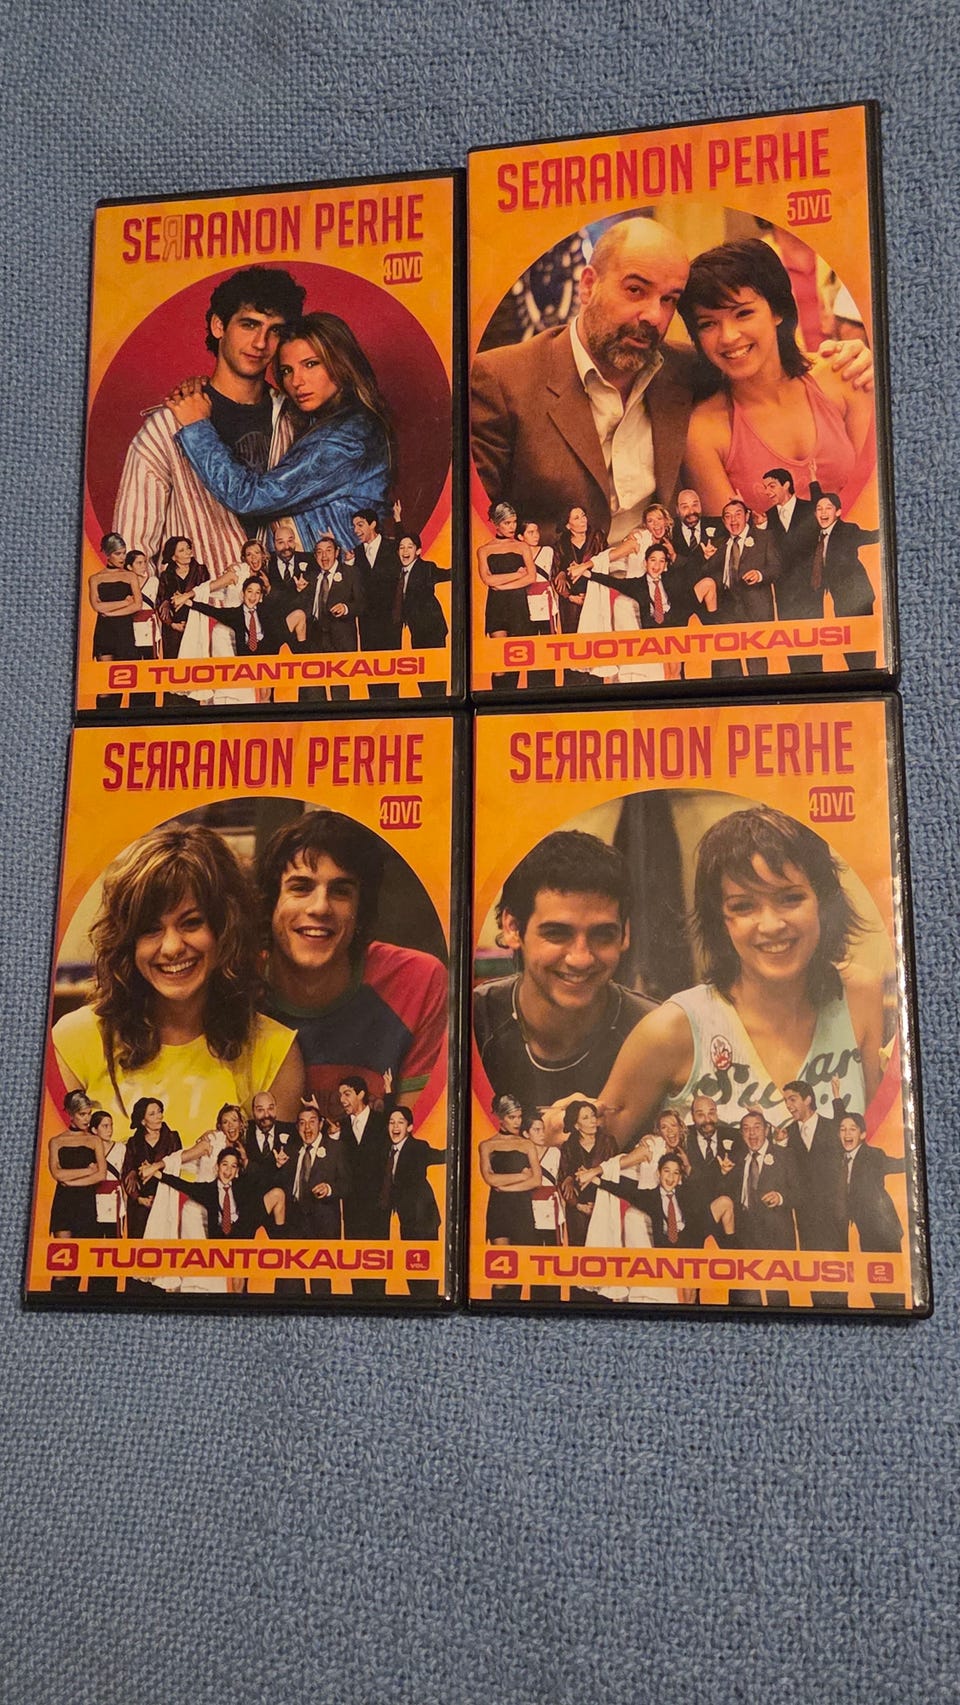 SERRANON PERHE
4DVD
2 TUOTANTOKAUSI
SERRANON PERHE
5DVD
3 TUOTANTOKAUSI
SERRANON PERHE
4DVD
4 TUOTANTOKAUSI 1 VOL.
SERRANON PERHE
4DVD
Sugar
4 TUOTANTOKAUSI 2 VOL.